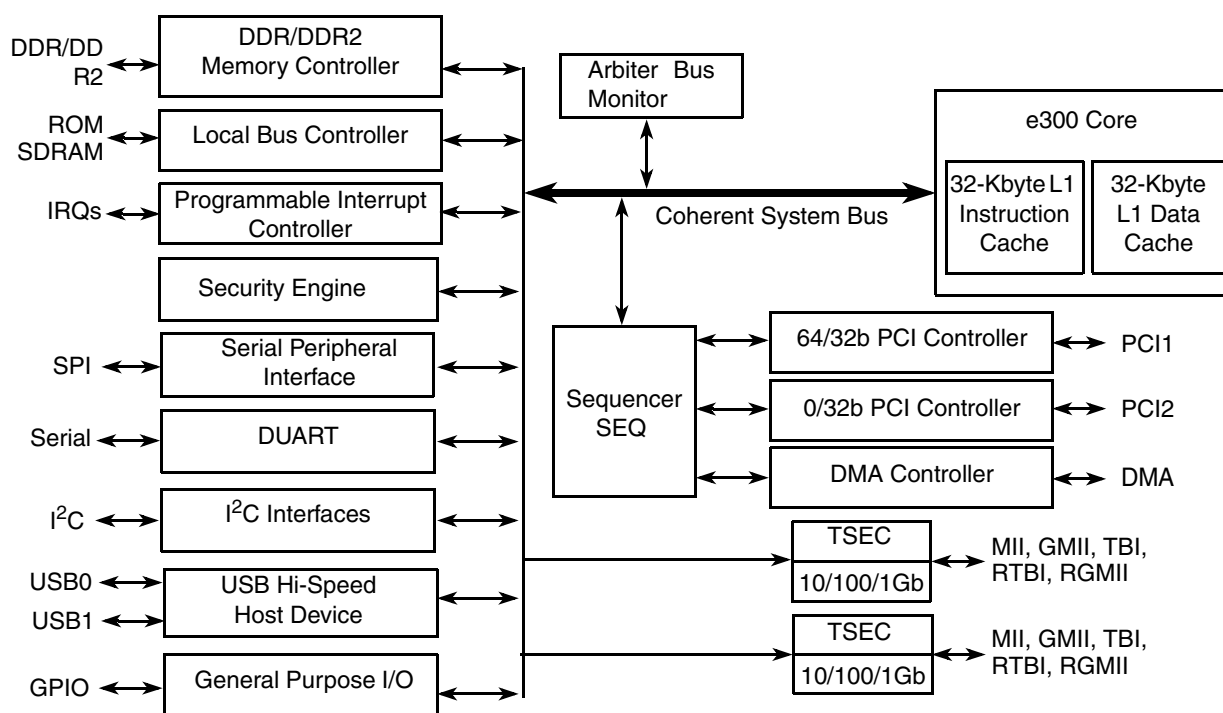 DDR/DD
R2
DDR/DDR2
Memory Controller
ROM
SDRAM
Local Bus Controller
IRQs
Programmable Interrupt
Controller
Security Engine
SPI
Serial Peripheral
Interface
Serial
DUART
I²C
I²C Interfaces
USB0
USB1
USB Hi-Speed
Host Device
GPIO
General Purpose I/O
Arbiter Bus
Monitor
Coherent System Bus
e300 Core
32-Kbyte L1
Instruction
Cache
32-Kbyte
L1 Data
Cache
Sequencer
SEQ
64/32b PCI Controller
PCI1
0/32b PCI Controller
PCI2
DMA Controller
DMA
TSEC
10/100/1Gb
MII, GMII, TBI,
RTBI, RGMII
TSEC
10/100/1Gb
MII, GMII, TBI,
RTBI, RGMII